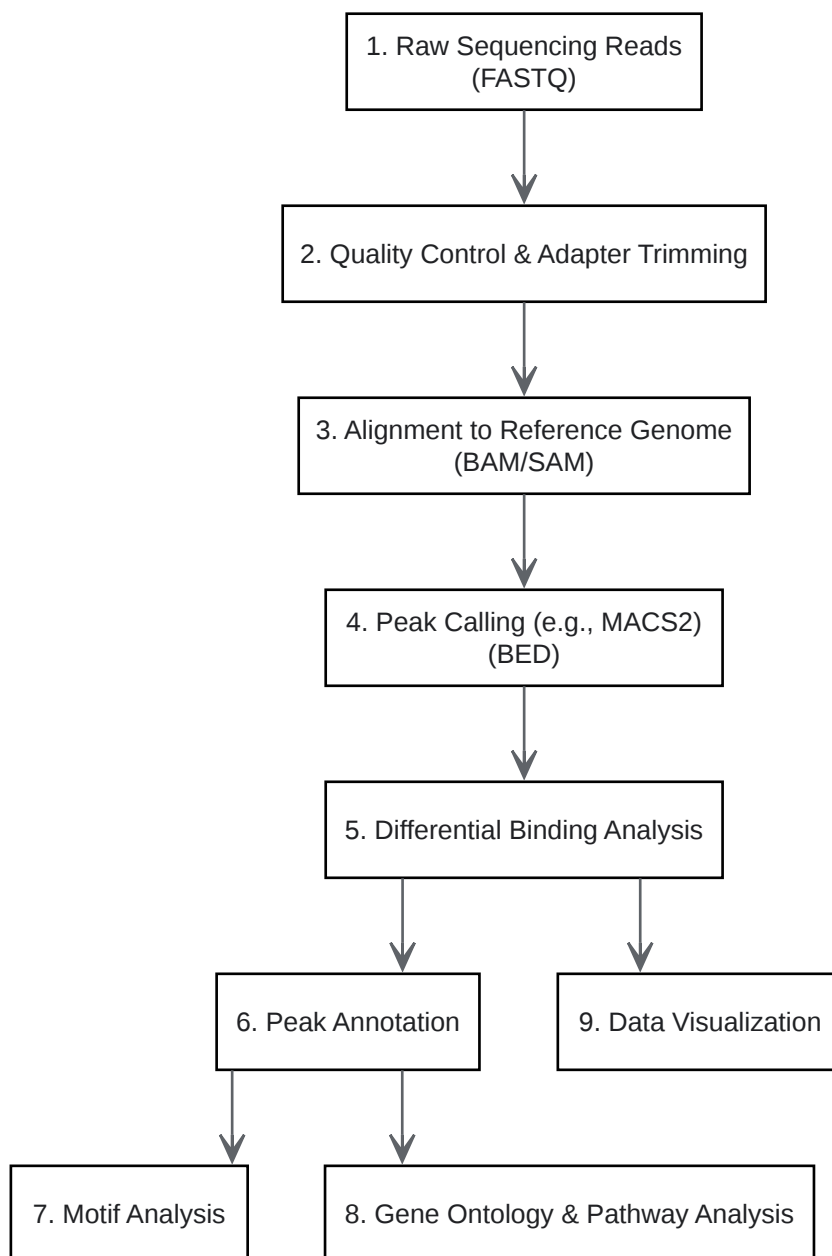 1. Raw Sequencing Reads
(FASTQ)
2. Quality Control & Adapter Trimming
3. Alignment to Reference Genome
(BAM/SAM)
4. Peak Calling (e.g., MACS2)
(BED)
5. Differential Binding Analysis
6. Peak Annotation
9. Data Visualization
7. Motif Analysis
8. Gene Ontology & Pathway Analysis